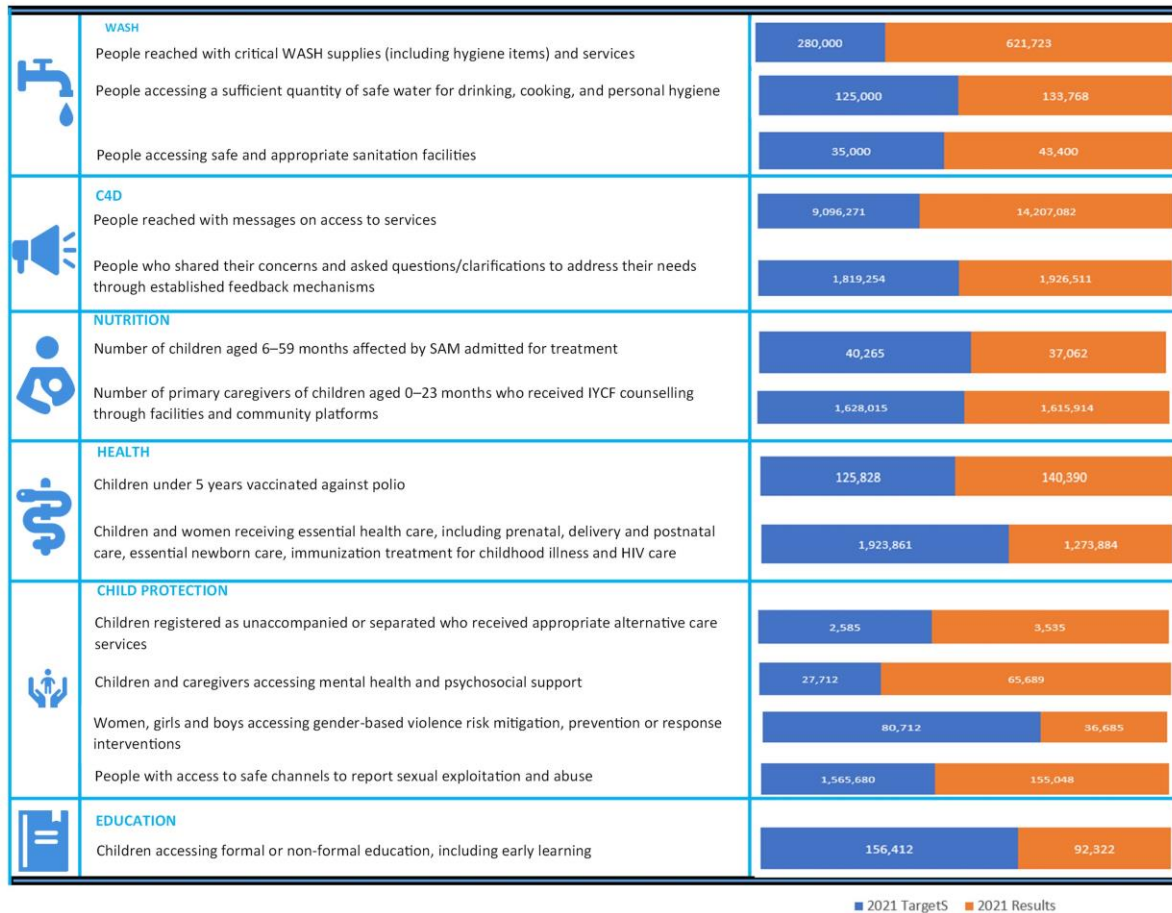 WASH
People reached with critical WASH supplies (including hygiene items) and services
280,000 621,723
People accessing a sufficient quantity of safe water for drinking, cooking, and personal hygiene
125,000 133,768
People accessing safe and appropriate sanitation facilities
35,000 43,400
C4D
People reached with messages on access to services
9,096,271 14,207,082
People who shared their concerns and asked questions/clarifications to address their needs
through established feedback mechanisms
1,819,254 1,926,511
NUTRITION
Number of children aged 6–59 months affected by SAM admitted for treatment
40,265 37,062
Number of primary caregivers of children aged 0–23 months who received IYCF counselling
through facilities and community platforms
1,628,015 1,615,914
HEALTH
Children under 5 years vaccinated against polio
125,828 140,390
Children and women receiving essential health care, including prenatal, delivery and postnatal
care, essential newborn care, immunization treatment for childhood illness and HIV care
1,923,861 1,273,884
CHILD PROTECTION
Children registered as unaccompanied or separated who received appropriate alternative care
services
2,585 3,535
Children and caregivers accessing mental health and psychosocial support
27,712 65,689
Women, girls and boys accessing gender-based violence risk mitigation, prevention or response
interventions
80,712 36,685
People with access to safe channels to report sexual exploitation and abuse
1,565,680 155,048
EDUCATION
Children accessing formal or non-formal education, including early learning
156,412 92,322
2021 TargetS 2021 Results